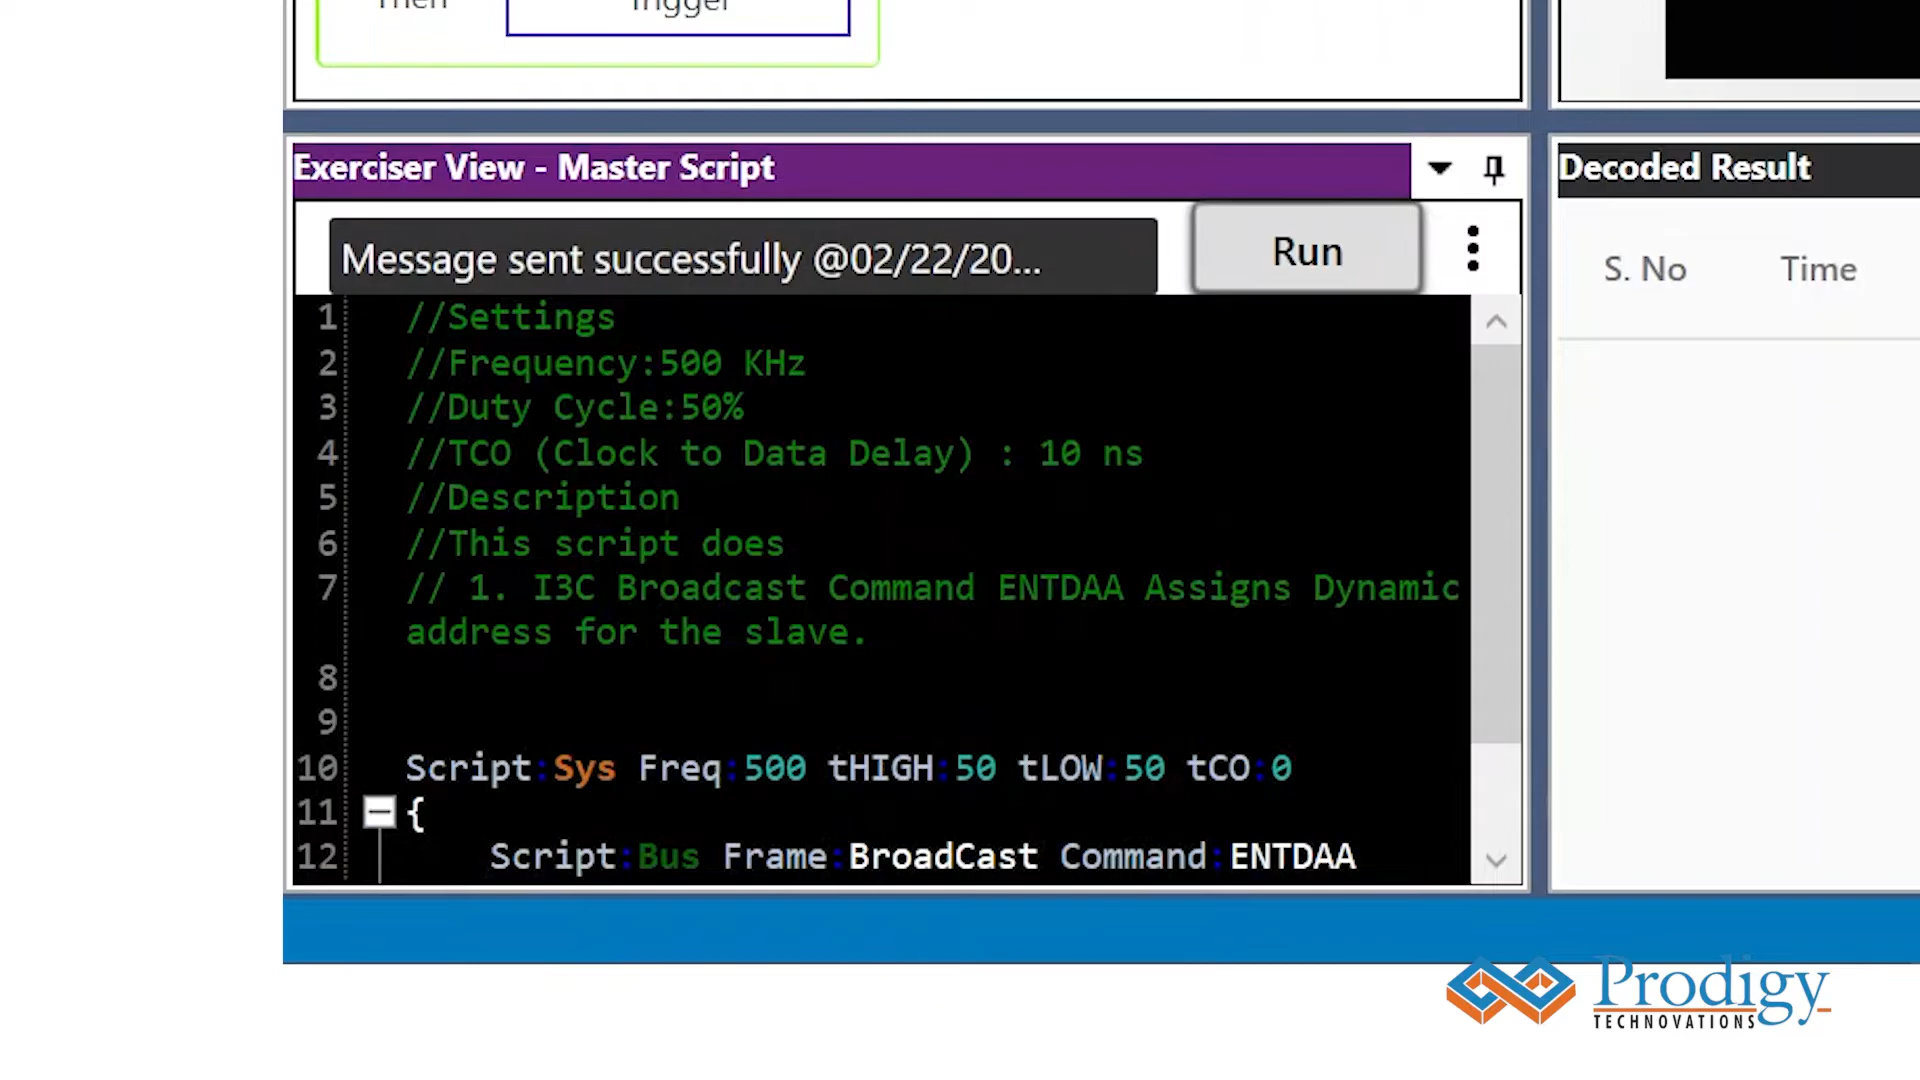 Then
Trigger
Exerciser View - Master Script
Decoded Result
Message sent successfully @02/22/20...
Run
S. No
Time
1 //Settings
2 //Frequency:500 KHz
3 //Duty Cycle:50%
4 //TCO (Clock to Data Delay) : 10 ns
5 //Description
6 //This script does
7 // 1. I3C Broadcast Command ENTDAA Assigns Dynamic
address for the slave.
8
9
10 Script:Sys Freq:500 tHIGH:50 tLOW:50 tCO:0
11 {
12 Script:Bus Frame:BroadCast Command:ENTDAA
Prodigy
TECHNOVATIONS